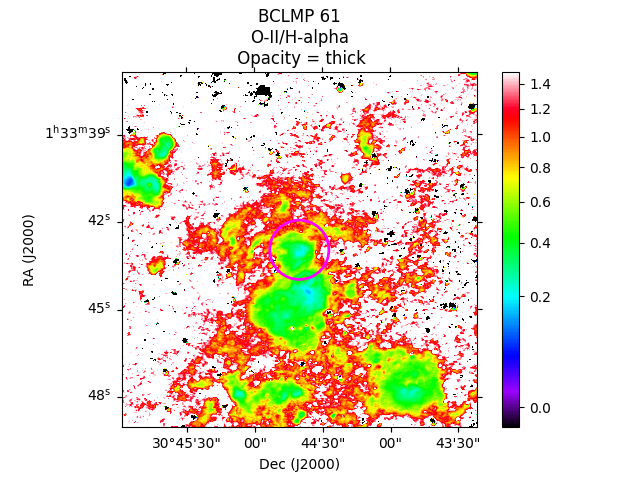 BCLMP 61
O-II/H-alpha
Opacity = thick
1ʰ33ᵐ39ˢ
42ˢ
45ˢ
48ˢ
RA (J2000)
30°45'30"
00"
44'30"
00"
43'30"
Dec (J2000)
1.4
1.2
1.0
0.8
0.6
0.4
0.2
0.0